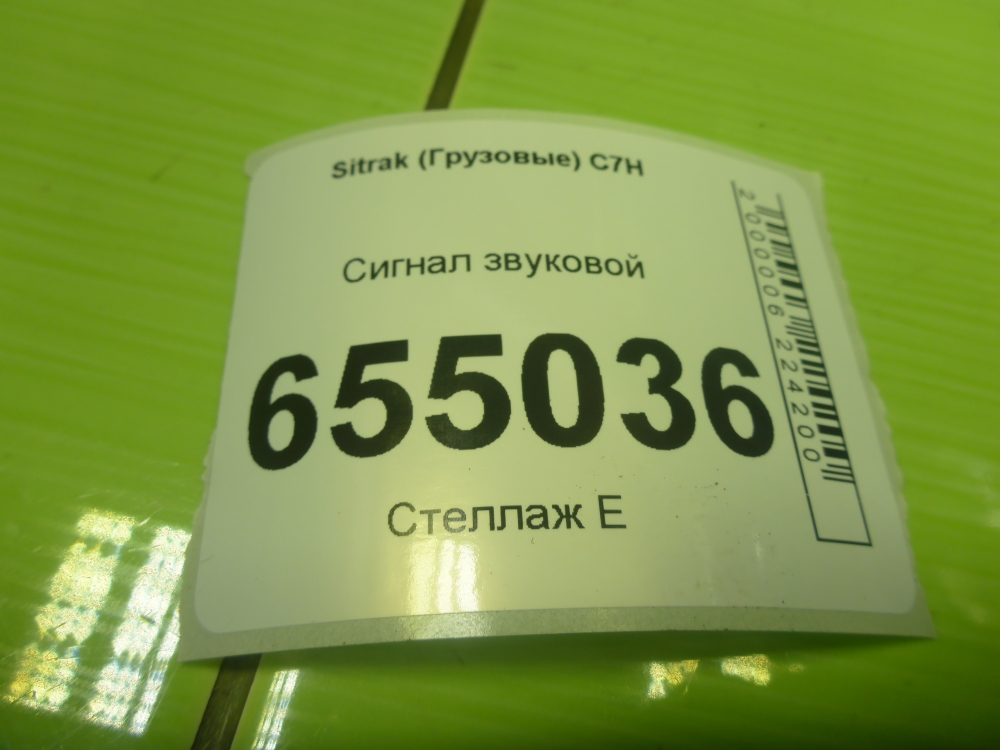 Sitrak (Грузовые) C7H
Сигнал звуковой
655036
Стеллаж Е
2000006224200